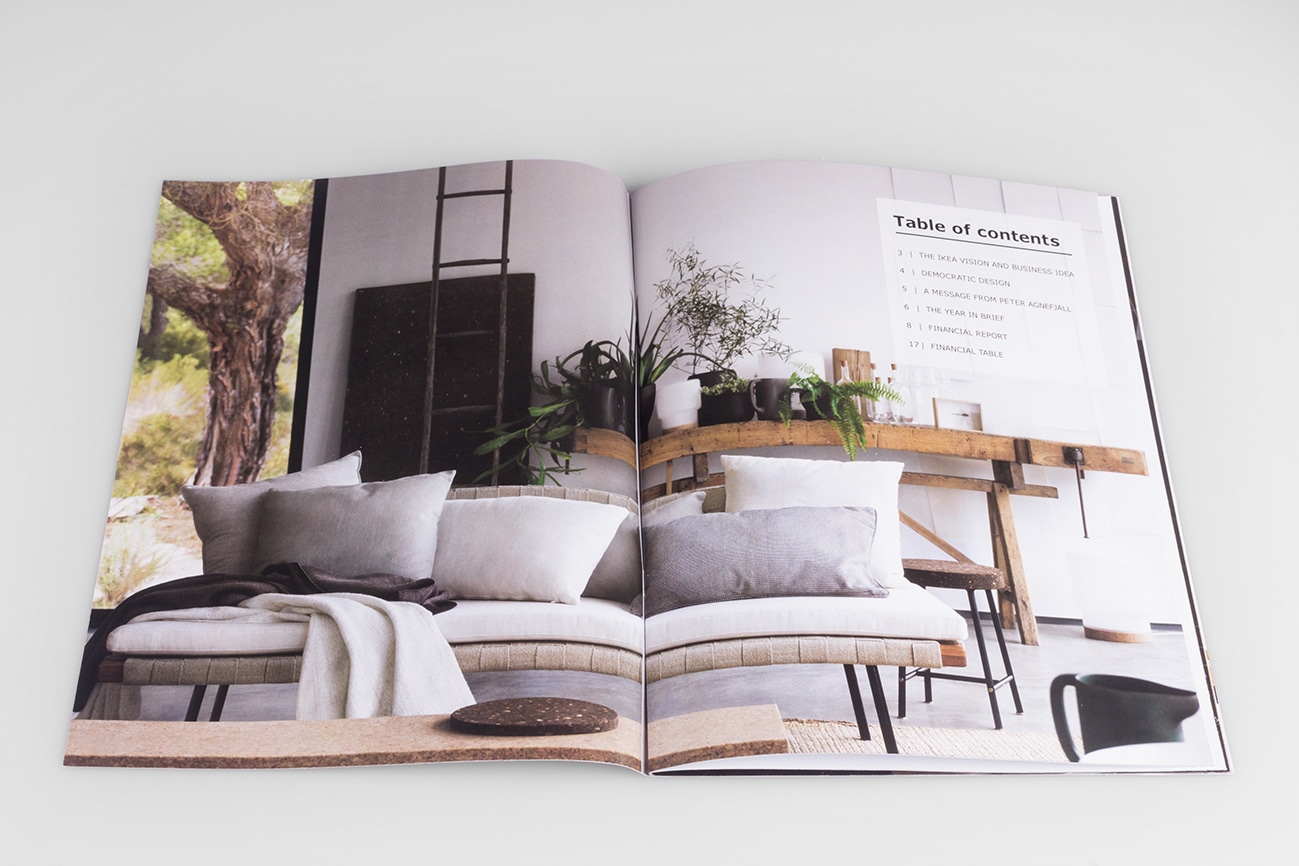 Table of contents
3 | THE IKEA VISION AND BUSINESS IDEA
4 | DEMOCRATIC DESIGN
5 | A MESSAGE FROM PETER AGNEFJÄLL
6 | THE YEAR IN BRIEF
8 | FINANCIAL REPORT
17 | FINANCIAL TABLE